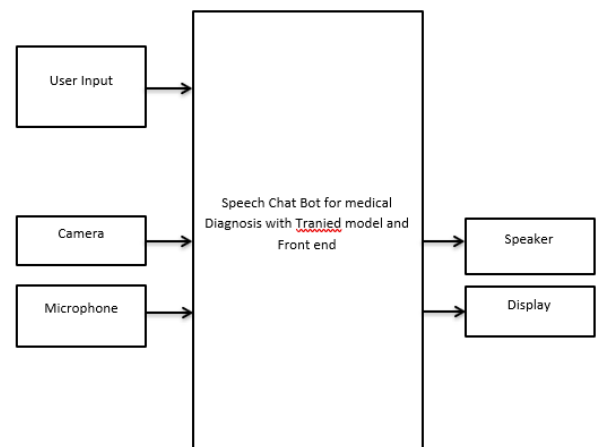 User Input
Camera
Microphone
Speech Chat Bot for medical
Diagnosis with Tranied model and
Front end
Speaker
Display